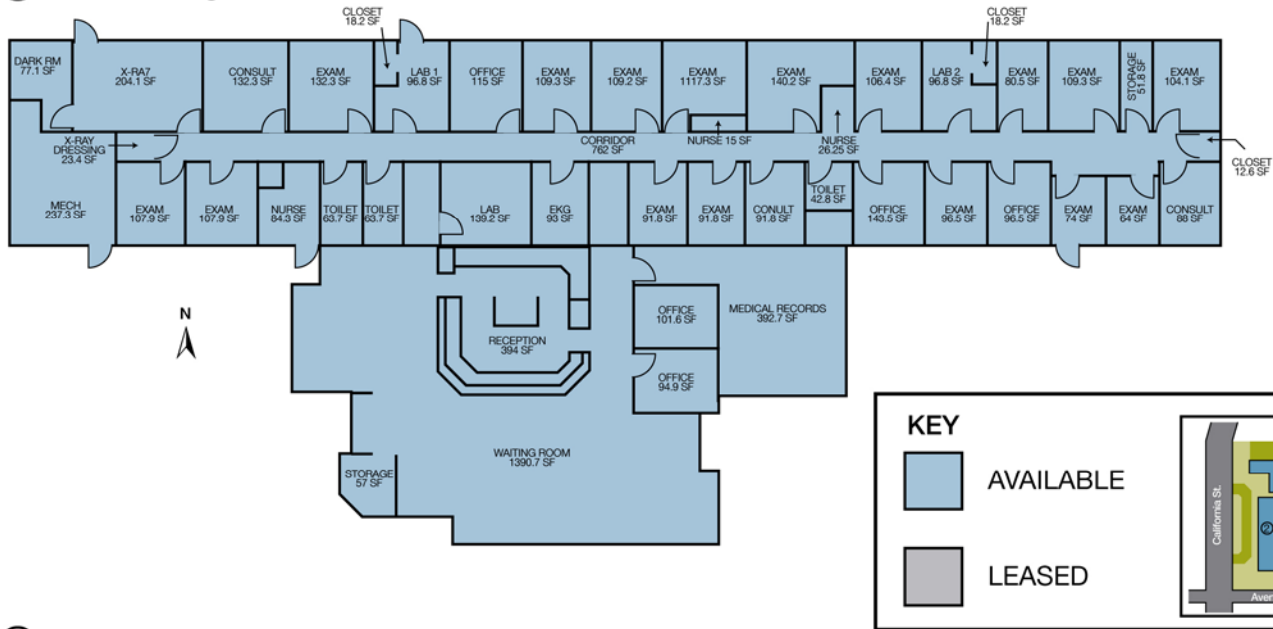 CLOSET
18.2 SF
CLOSET
18.2 SF
DARK RM
77.1 SF
X-RA7
204.1 SF
CONSULT
132.3 SF
EXAM
132.3 SF
LAB 1
96.8 SF
OFFICE
115 SF
EXAM
109.3 SF
EXAM
109.2 SF
EXAM
1117.3 SF
EXAM
140.2 SF
EXAM
106.4 SF
LAB 2
96.8 SF
EXAM
80.5 SF
EXAM
109.3 SF
STORAGE
51.8 SF
EXAM
104.1 SF
X-RAY
DRESSING
23.4 SF
CORRIDOR
762 SF
NURSE 15 SF
NURSE
26.25 SF
CLOSET
12.6 SF
MECH
237.3 SF
EXAM
107.9 SF
EXAM
107.9 SF
NURSE
84.3 SF
TOILET
63.7 SF
TOILET
63.7 SF
LAB
139.2 SF
EKG
93 SF
EXAM
91.8 SF
EXAM
91.8 SF
CONULT
91.8 SF
TOILET
42.8 SF
OFFICE
143.5 SF
EXAM
96.5 SF
OFFICE
96.5 SF
EXAM
74 SF
EXAM
64 SF
CONSULT
88 SF
N
OFFICE
101.6 SF
MEDICAL RECORDS
392.7 SF
RECEPTION
394 SF
OFFICE
94.9 SF
WAITING ROOM
1390.7 SF
STORAGE
57 SF
KEY
AVAILABLE
LEASED
California St.
2
Aven